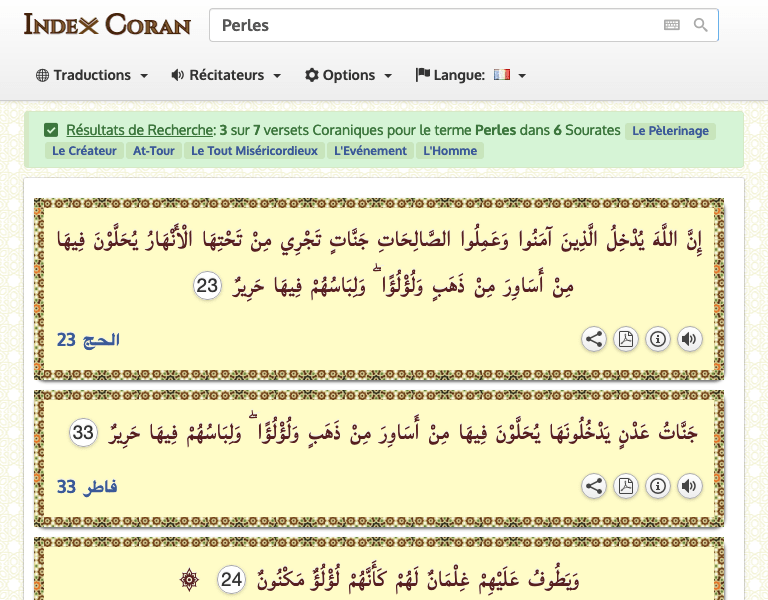 INDEX CORAN
Perles
Traductions
Récitateurs
Options
Langue:
Résultats de Recherche: 3 sur 7 versets Coraniques pour le terme Perles dans 6 Sourates Le Pèlerinage
Le Créateur At-Tour Le Tout Miséricordieux L'Evénement L'Homme
إِنَّ اللَّهَ يُدْخِلُ الَّذِينَ آمَنُوا وَعَمِلُوا الصَّالِحَاتِ جَنَّاتٍ تَجْرِي مِنْ تَحْتِهَا الْأَنْهَارُ يُحَلَّوْنَ فِيهَا
مِنْ أَسَاوِرَ مِنْ ذَهَبٍ وَلُؤْلُؤًا ۖ وَلِبَاسُهُمْ فِيهَا حَرِيرٌ 23
الحج 23
جَنَّاتُ عَدْنٍ يَدْخُلُونَهَا يُحَلَّوْنَ فِيهَا مِنْ أَسَاوِرَ مِنْ ذَهَبٍ وَلُؤْلُؤًا ۖ وَلِبَاسُهُمْ فِيهَا حَرِيرٌ 33
فاطر 33
وَيَطُوفُ عَلَيْهِمْ غِلْمَانٌ لَهُمْ كَأَنَّهُمْ لُؤْلُؤٌ مَكْنُونٌ 24 ۞